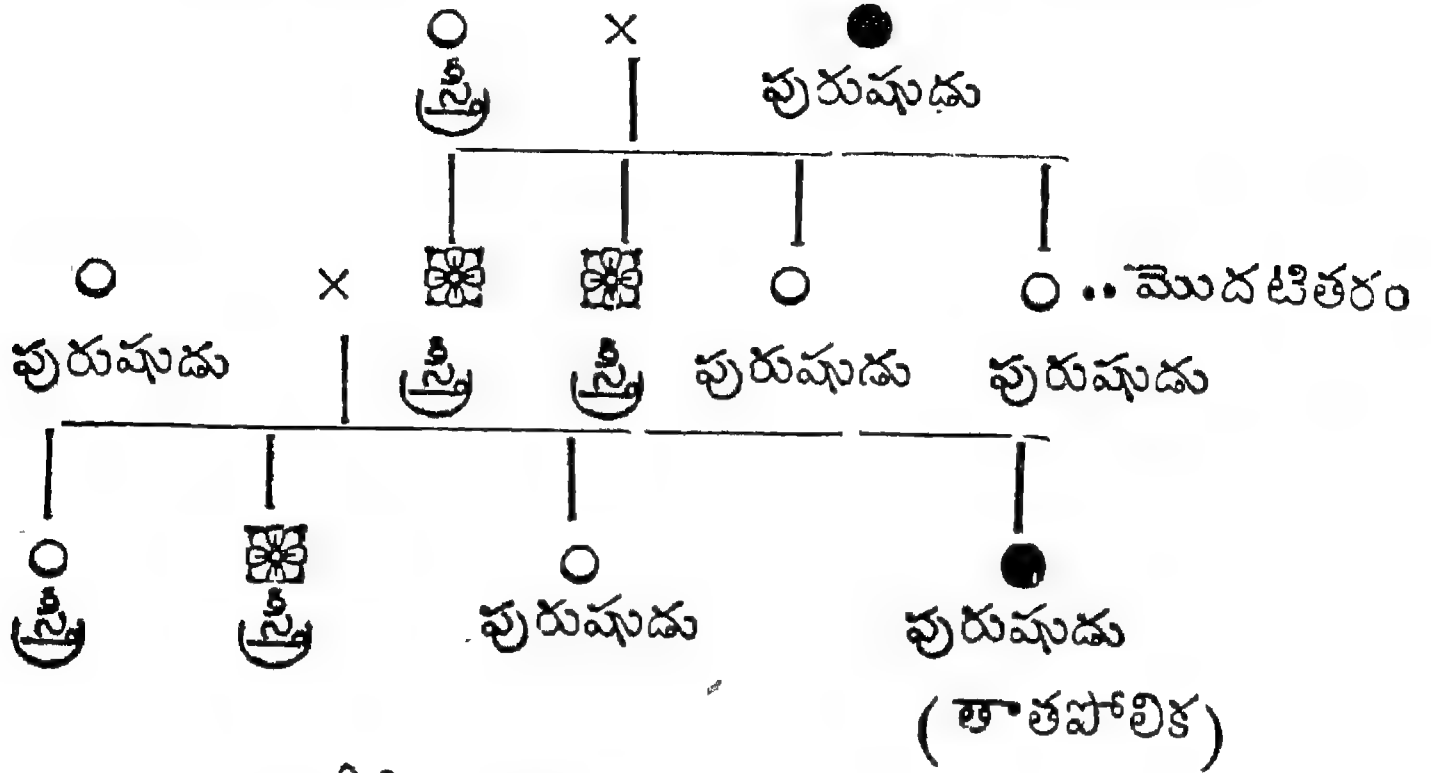 స్త్రీ × పురుషుడు
× .. మొదటితరం
పురుషుడు స్త్రీ స్త్రీ పురుషుడు పురుషుడు
స్త్రీ స్త్రీ పురుషుడు పురుషుడు
(తాతపోలిక)